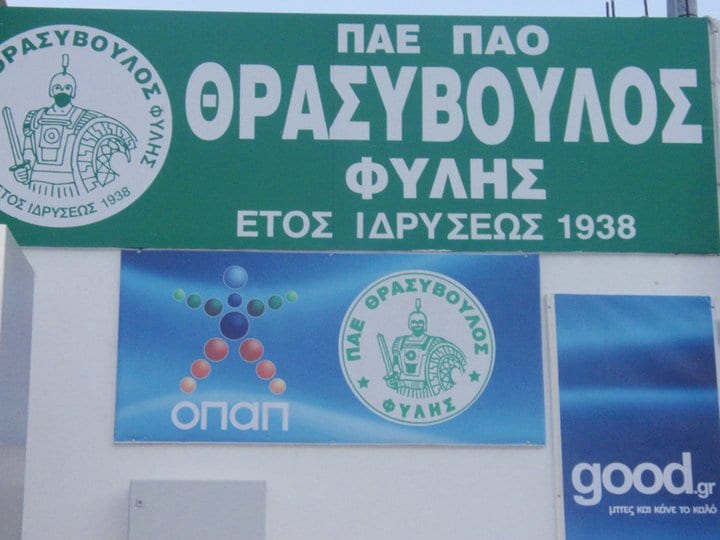 ΠΑΕ ΠΑΟ
ΘΡΑΣΥΒΟΥΛΟΣ
ΦΥΛΗΣ
ΕΤΟΣ ΙΔΡΥΣΕΩΣ 1938
ΘΡΑΣΥΒΟΥΛΟΣ ΦΥΛΗΣ
ΕΤΟΣ ΙΔΡΥΣΕΩΣ 1938
οπαπ
ΠΑΕ ΘΡΑΣΥΒΟΥΛΟΣ
ΦΥΛΗΣ
good.gr
μπες και κάνε το καλό